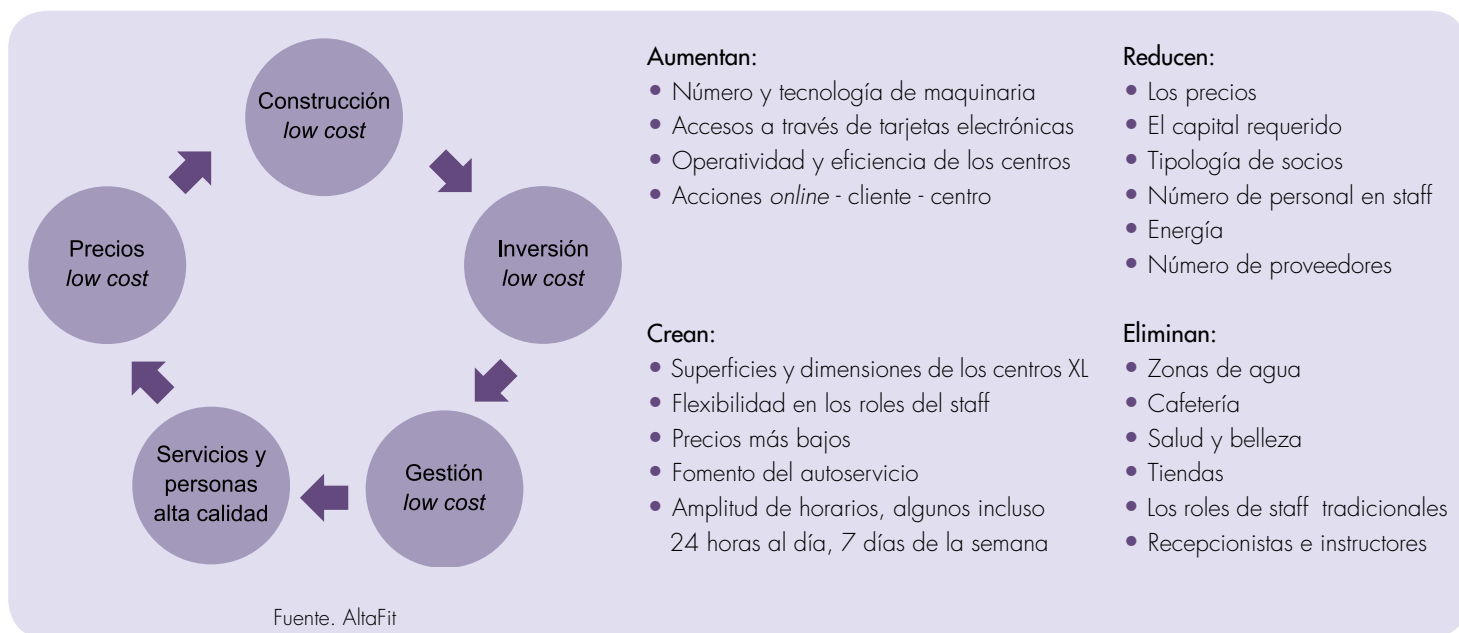 Construcción
low cost
Inversión
low cost
Gestión
low cost
Servicios y
personas
alta calidad
Precios
low cost
Fuente. AltaFit
Aumentan:
• Número y tecnología de maquinaria
• Accesos a través de tarjetas electrónicas
• Operatividad y eficiencia de los centros
• Acciones online - cliente - centro
Reducen:
• Los precios
• El capital requerido
• Tipología de socios
• Número de personal en staff
• Energía
• Número de proveedores
Crean:
• Superficies y dimensiones de los centros XL
• Flexibilidad en los roles del staff
• Precios más bajos
• Fomento del autoservicio
• Amplitud de horarios, algunos incluso
24 horas al día, 7 días de la semana
Eliminan:
• Zonas de agua
• Cafetería
• Salud y belleza
• Tiendas
• Los roles de staff tradicionales
• Recepcionistas e instructores